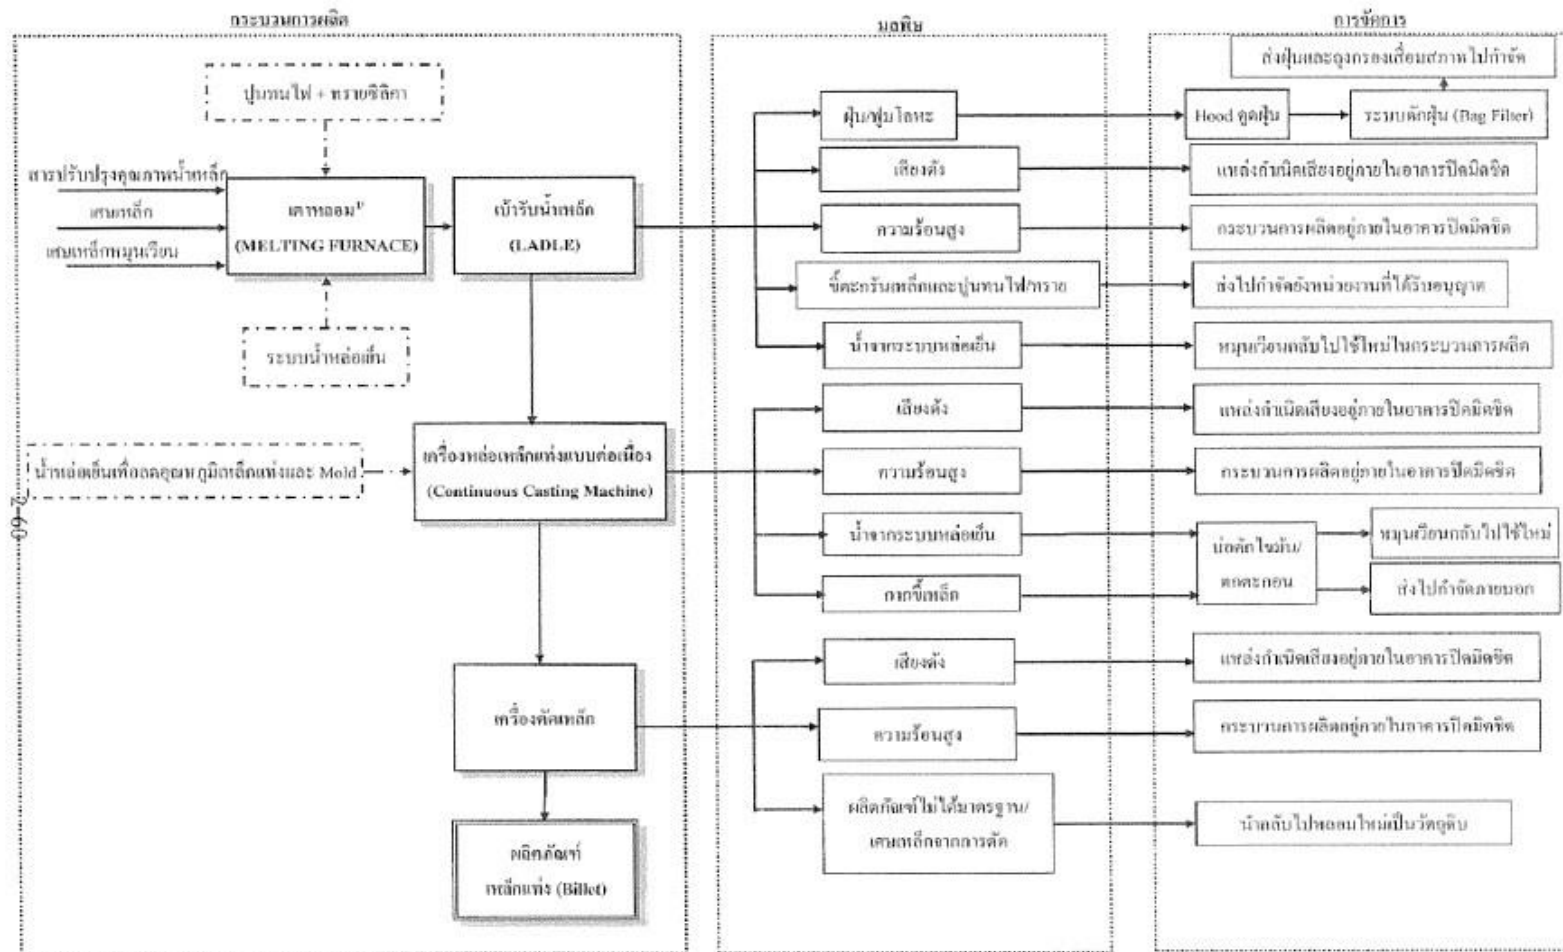 กระบวนการผลิต
มลพิษ
การจัดการ
ส่งฝุ่นและถุงกรองเสื่อมสภาพไปกำจัด
ปูนทนไฟ + ทรายซิลิกา
ฝุ่น/ฟูมโลหะ
Hood ดูดฝุ่น
ระบบดักฝุ่น (Bag Filter)
สารปรับปรุงคุณภาพน้ำเหล็ก
เศษเหล็ก
เศษเหล็กหมุนเวียน
เตาหลอม1/
(MELTING FURNACE)
เบ้ารับน้ำเหล็ก
(LADLE)
เสียงดัง
แหล่งกำเนิดเสียงอยู่ภายในอาคารปิดมิดชิด
ความร้อนสูง
กระบวนการผลิตอยู่ภายในอาคารปิดมิดชิด
ขี้ตะกรันเหล็กและปูนทนไฟ/ทราย
ส่งไปกำจัดยังหน่วยงานที่ได้รับอนุญาต
ระบบน้ำหล่อเย็น
น้ำจากระบบหล่อเย็น
หมุนเวียนกลับไปใช้ใหม่ในกระบวนการผลิต
เสียงดัง
แหล่งกำเนิดเสียงอยู่ภายในอาคารปิดมิดชิด
น้ำหล่อเย็นเพื่อลดอุณหภูมิเหล็กแท่งและ Mold
เครื่องหล่อเหล็กแท่งแบบต่อเนื่อง
(Continuous Casting Machine)
ความร้อนสูง
กระบวนการผลิตอยู่ภายในอาคารปิดมิดชิด
2-60
น้ำจากระบบหล่อเย็น
บ่อดักไขมัน/
ตกตะกอน
หมุนเวียนกลับไปใช้ใหม่
กากขี้เหล็ก
ส่งไปกำจัดภายนอก
เครื่องตัดเหล็ก
เสียงดัง
แหล่งกำเนิดเสียงอยู่ภายในอาคารปิดมิดชิด
ความร้อนสูง
กระบวนการผลิตอยู่ภายในอาคารปิดมิดชิด
ผลิตภัณฑ์ไม่ได้มาตรฐาน/
เศษเหล็กจากการตัด
นำกลับไปหลอมใหม่เป็นวัตถุดิบ
ผลิตภัณฑ์
เหล็กแท่ง (Billet)